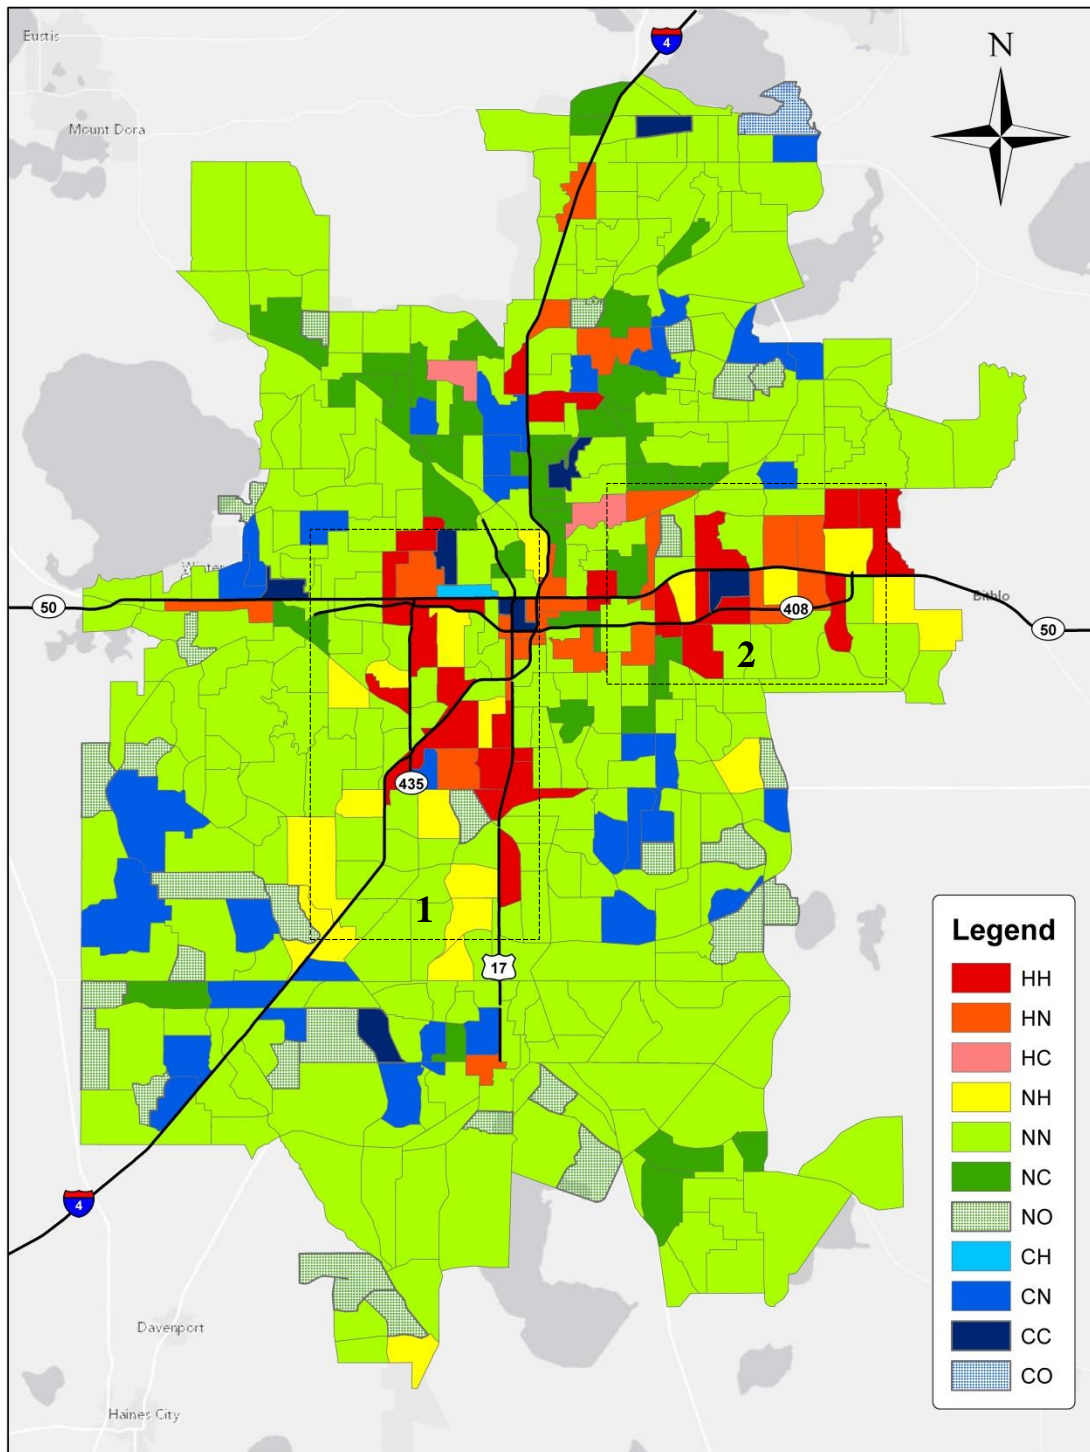 Eustis
4
N
Mount Dora
Winter
50
Bithlo
408
50
2
435
1
17
4
Davenport
Haines City
Legend
HH
HN
HC
NH
NN
NC
NO
CH
CN
CC
CO